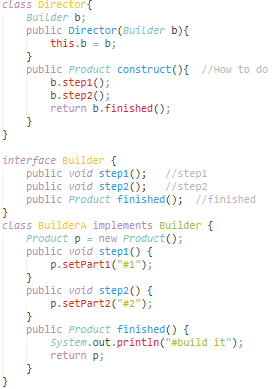 class Director{
    Builder b;
    public Director(Builder b){
        this.b = b;
    }
    public Product construct(){  //How to do
        b.step1();
        b.step2();
        return b.finished();
    }
}

interface Builder {
    public void step1();   //step1
    public void step2();   //step2
    public Product finished();  //finished
}
class BuilderA implements Builder {
    Product p = new Product();
    public void step1() {
        p.setPart1("#1");
    }
    public void step2() {
        p.setPart2("#2");
    }
    public Product finished() {
        System.out.println("#build it");
        return p;
    }
}